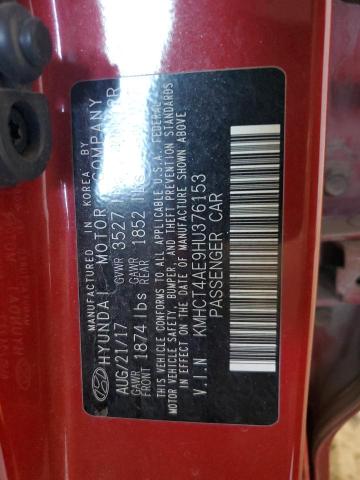 MANUFACTURED IN KOREA BY
HYUNDAI MOTOR COMPANY
AUG/21/17 GVWR 3527
GAWR FRONT 1874 lbs GAWR REAR 1852
THIS VEHICLE CONFORMS TO ALL APPLICABLE U.S.A. FEDERAL
MOTOR VEHICLE SAFETY, BUMPER, AND THEFT PREVENTION STANDARDS
IN EFFECT ON THE DATE OF MANUFACTURE SHOWN ABOVE
V.I.N KMHCT4AE9HU376153
PASSENGER CAR